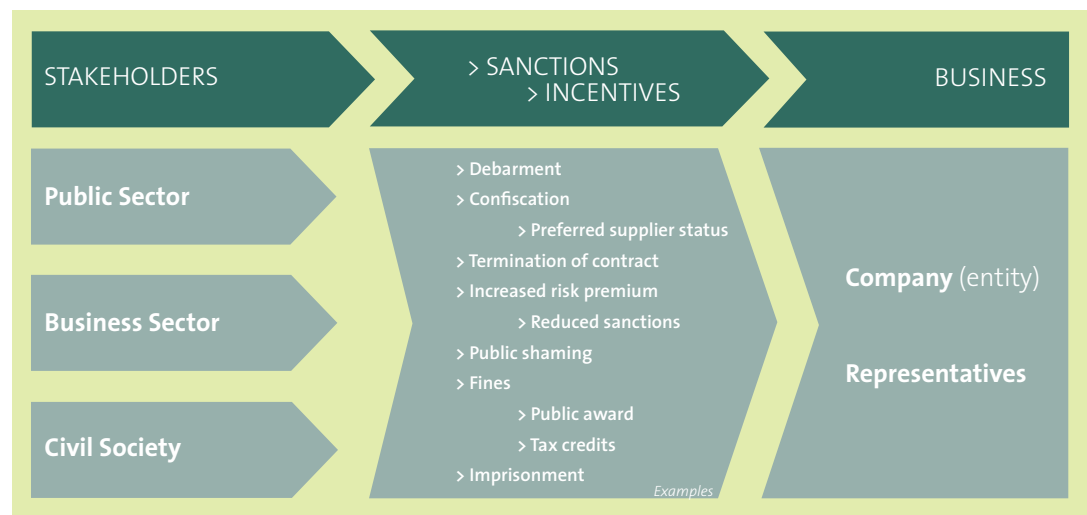 STAKEHOLDERS
> SANCTIONS
> INCENTIVES
BUSINESS
Public Sector
Business Sector
Civil Society
> Debarment
> Confiscation
> Preferred supplier status
> Termination of contract
> Increased risk premium
> Reduced sanctions
> Public shaming
> Fines
> Public award
> Tax credits
> Imprisonment
Examples
Company (entity)
Representatives